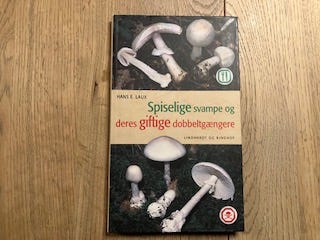 HANS E. LAUX
Spiselige svampe og
deres giftige dobbeltgængere
LINDHARDT OG RINGHOF